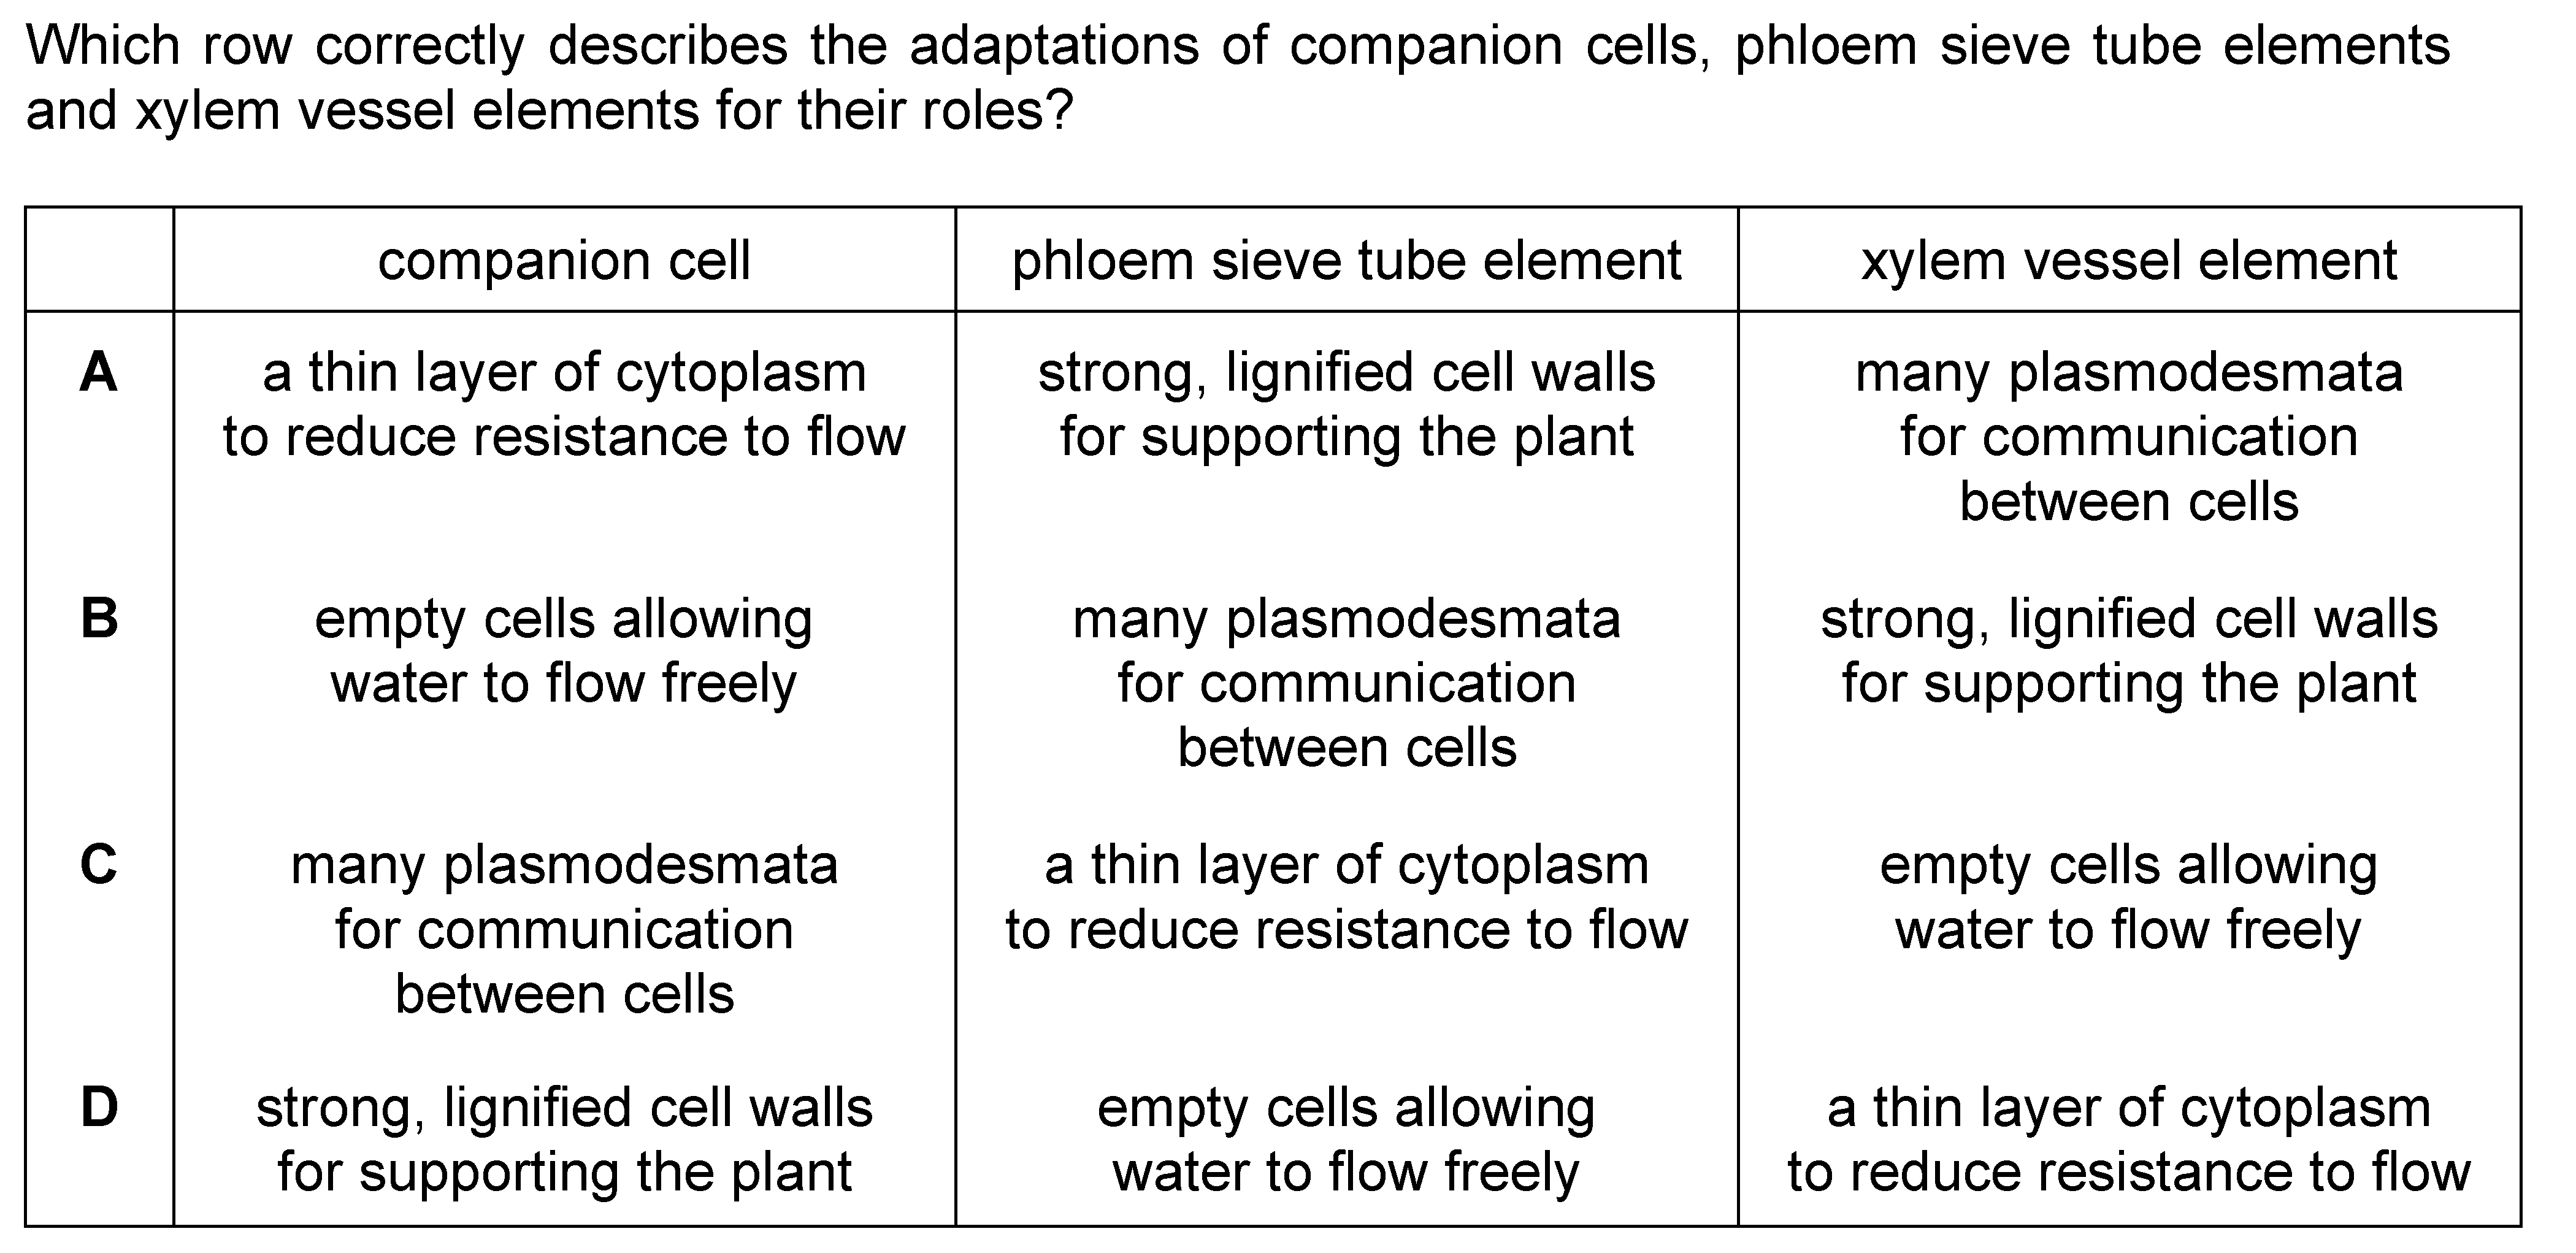 Which row correctly describes the adaptations of companion cells, phloem sieve tube elements
and xylem vessel elements for their roles?
companion cell phloem sieve tube element xylem vessel element
A a thin layer of cytoplasm strong, lignified cell walls many plasmodesmata
to reduce resistance to flow for supporting the plant for communication
between cells
B empty cells allowing many plasmodesmata strong, lignified cell walls
water to flow freely for communication for supporting the plant
between cells
C many plasmodesmata a thin layer of cytoplasm empty cells allowing
for communication to reduce resistance to flow water to flow freely
between cells
D strong, lignified cell walls empty cells allowing a thin layer of cytoplasm
for supporting the plant water to flow freely to reduce resistance to flow